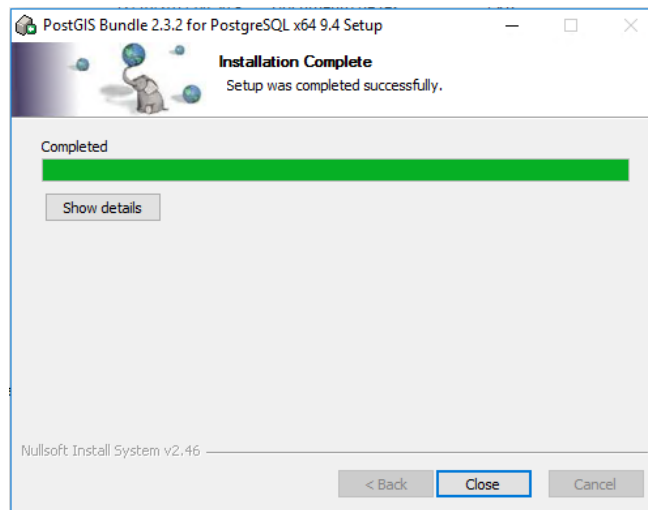 PostGIS Bundle 2.3.2 for PostgreSQL x64 9.4 Setup
Installation Complete
Setup was completed successfully.
Completed
Show details
Nullsoft Install System v2.46
< Back
Close
Cancel